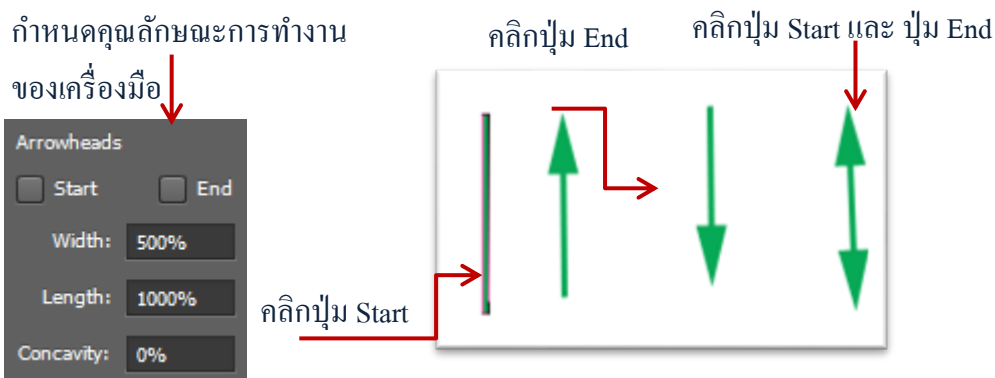 กำหนดคุณลักษณะการทำงาน
ของเครื่องมือ
คลิกปุ่ม End
คลิกปุ่ม Start และ ปุ่ม End
Arrowheads
Start End
Width: 500%
Length: 1000%
Concavity: 0%
คลิกปุ่ม Start